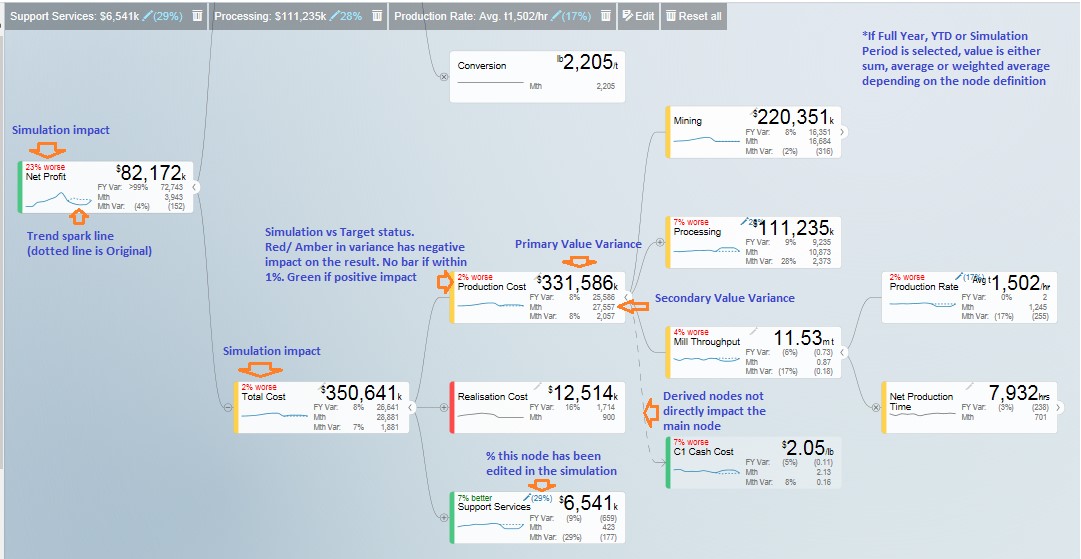 Support Services: $6,541k (29%) Processing: $111,235k 28% Production Rate: Avg. t1,502/hr (17%) Edit Reset all
*If Full Year, YTD or Simulation
Period is selected, value is either
sum, average or weighted average
depending on the node definition
Conversion lb2,205/t
Mth 2,205
Mining $220,351k
FY Var: 8% 16,351
Mth 16,684
Mth Var: (2%) (316)
Simulation impact
23% worse
Net Profit $82,172k
FY Var: >99% 72,743
Mth 3,943
Mth Var: (4%) (152)
Trend spark line
(dotted line is Original)
Simulation vs Target status.
Red/ Amber in variance has negative
impact on the result. No bar if within
1%. Green if positive impact
Primary Value Variance
7% worse
Processing $111,235k
FY Var: 9% 9,235
Mth 10,873
Mth Var: 28% 2,373
2% worse
Production Cost $331,586k
FY Var: 8% 25,586
Mth 27,557
Mth Var: 8% 2,057
Secondary Value Variance
2% worse (17%)
Production Rate Avg t1,502/hr
FY Var: 0% 2
Mth 1,245
Mth Var: (17%) (255)
4% worse
Mill Throughput 11.53mt
FY Var: (6%) (0.73)
Mth 0.87
Mth Var: (17%) (0.18)
Simulation impact
2% worse
Total Cost $350,641k
FY Var: 8% 26,641
Mth 28,881
Mth Var: 7% 1,881
Realisation Cost $12,514k
FY Var: 16% 1,714
Mth 900
Derived nodes not
directly impact the
main node
Net Production
Time 7,932hrs
FY Var: (3%) (238)
Mth 701
7% worse
C1 Cash Cost $2.05/lb
FY Var: (5%) (0.11)
Mth 2.13
Mth Var: 8% 0.16
% this node has been
edited in the simulation
7% better (29%)
Support Services $6,541k
FY Var: (9%) (659)
Mth 423
Mth Var: (29%) (177)